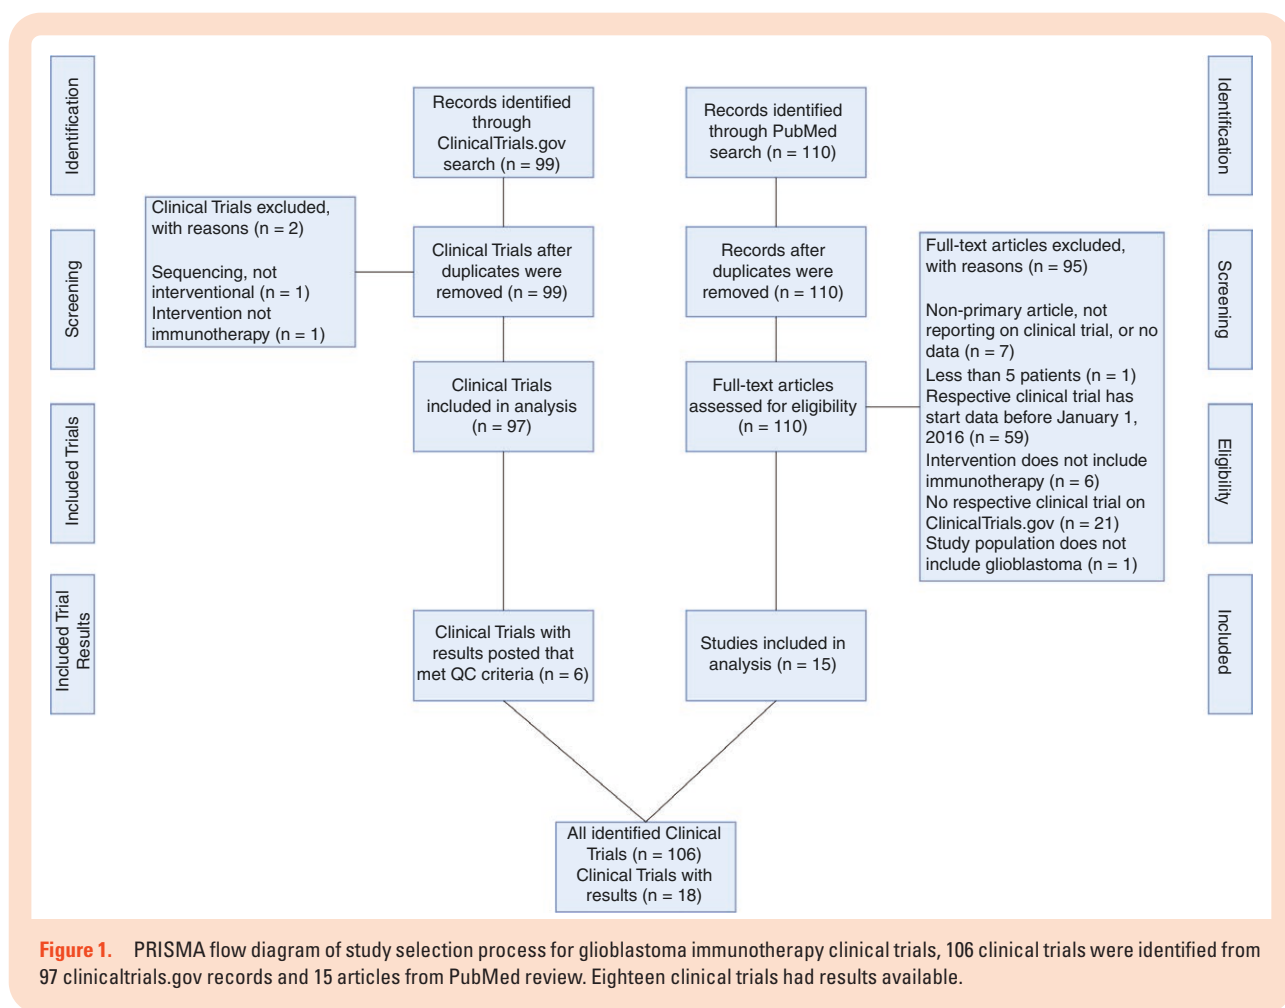 Identification
Screening
Included Trials
Included Trial
Results
Records identified
through
ClinicalTrials.gov
search (n = 99)
Clinical Trials excluded,
with reasons (n = 2)
Sequencing, not
interventional (n = 1)
Intervention not
immunotherapy (n = 1)
Clinical Trials after
duplicates were
removed (n = 99)
Clinical Trials
included in analysis
(n = 97)
Clinical Trials with
results posted that
met QC criteria (n = 6)
Records identified
through PubMed
search (n = 110)
Records after
duplicates were
removed (n = 110)
Full-text articles
assessed for eligibility
(n = 110)
Full-text articles excluded,
with reasons (n = 95)
Non-primary article, not
reporting on clinical trial, or no
data (n = 7)
Less than 5 patients (n = 1)
Respective clinical trial has
start data before January 1,
2016 (n = 59)
Intervention does not include
immunotherapy (n = 6)
No respective clinical trial on
ClinicalTrials.gov (n = 21)
Study population does not
include glioblastoma (n = 1)
Studies included in
analysis (n = 15)
Identification
Screening
Eligibility
Included
All identified Clinical
Trials (n = 106)
Clinical Trials with
results (n = 18)
Figure 1. PRISMA flow diagram of study selection process for glioblastoma immunotherapy clinical trials, 106 clinical trials were identified from
97 clinicaltrials.gov records and 15 articles from PubMed review. Eighteen clinical trials had results available.